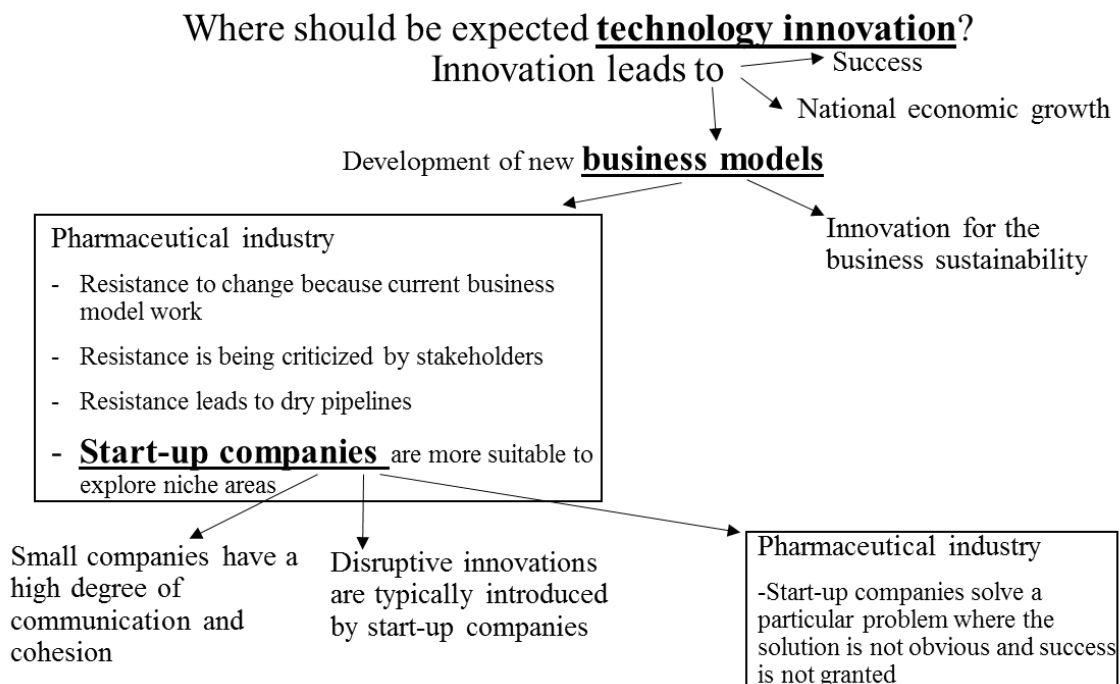 Where should be expected technology innovation?
Innovation leads to
Success
National economic growth
Development of new business models
Pharmaceutical industry
- Resistance to change because current business
model work
- Resistance is being criticized by stakeholders
- Resistance leads to dry pipelines
- Start-up companies are more suitable to
explore niche areas
Innovation for the
business sustainability
Small companies have a
high degree of
communication and
cohesion
Disruptive innovations
are typically introduced
by start-up companies
Pharmaceutical industry
-Start-up companies solve a
particular problem where the
solution is not obvious and success
is not granted